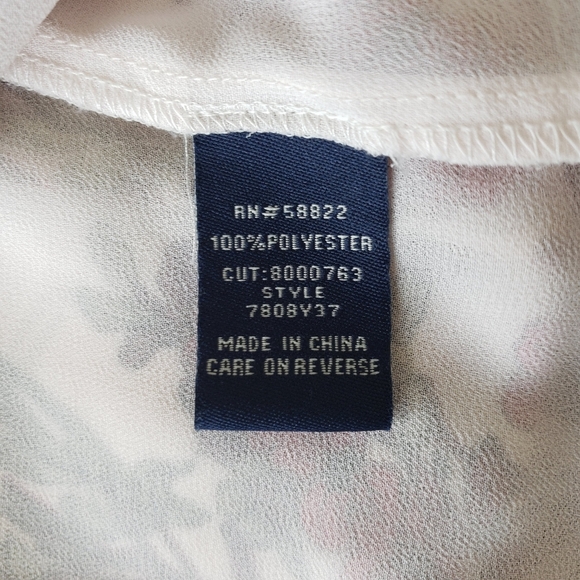 RN#58822
100%POLYESTER
CUT:8000763
STYLE
7808Y37
MADE IN CHINA
CARE ON REVERSE